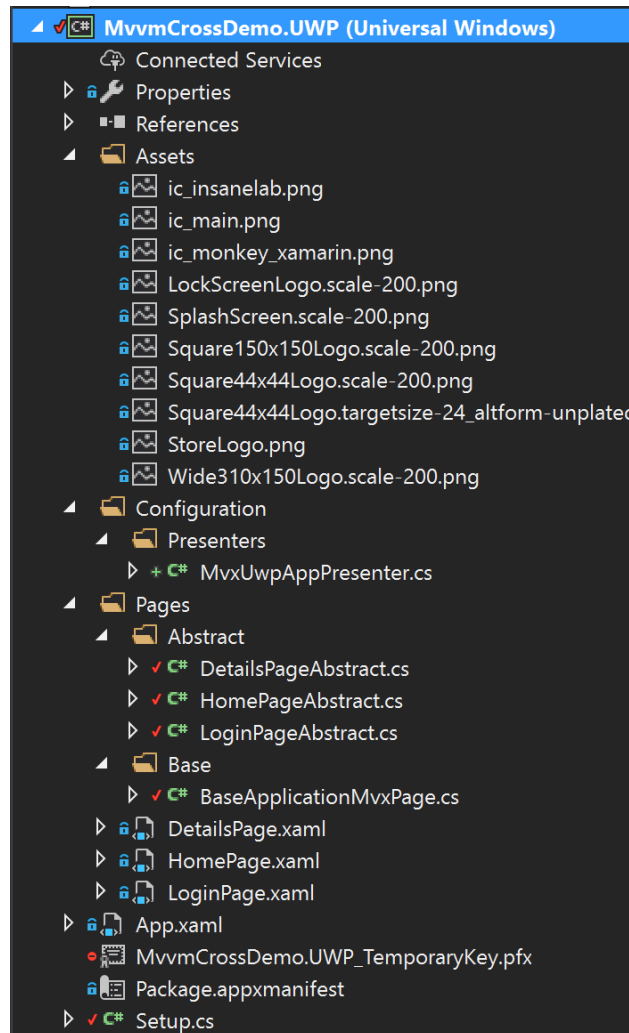 C# MvvmCrossDemo.UWP (Universal Windows)
Connected Services
Properties
References
Assets
ic_insanelab.png
ic_main.png
ic_monkey_xamarin.png
LockScreenLogo.scale-200.png
SplashScreen.scale-200.png
Square150x150Logo.scale-200.png
Square44x44Logo.scale-200.png
Square44x44Logo.targetsize-24_altform-unplated
StoreLogo.png
Wide310x150Logo.scale-200.png
Configuration
Presenters
C# MvxUwpAppPresenter.cs
Pages
Abstract
C# DetailsPageAbstract.cs
C# HomePageAbstract.cs
C# LoginPageAbstract.cs
Base
C# BaseApplicationMvxPage.cs
DetailsPage.xaml
HomePage.xaml
LoginPage.xaml
App.xaml
MvvmCrossDemo.UWP_TemporaryKey.pfx
Package.appxmanifest
C# Setup.cs